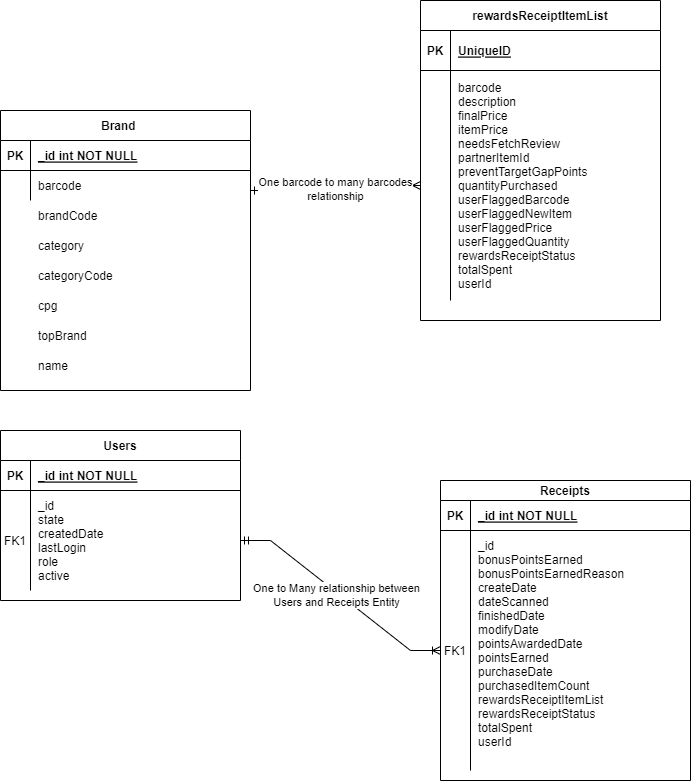 rewardsReceiptItemList
PK
UniqueID
barcode
description
finalPrice
itemPrice
needsFetchReview
partnerItemId
preventTargetGapPoints
quantityPurchased
userFlaggedBarcode
userFlaggedNewItem
userFlaggedPrice
userFlaggedQuantity
rewardsReceiptStatus
totalSpent
userId
Brand
PK
_id int NOT NULL
barcode
brandCode
category
categoryCode
cpg
topBrand
name
One barcode to many barcodes
relationship
Users
PK
_id int NOT NULL
FK1
_id
state
createdDate
lastLogin
role
active
One to Many relationship between
Users and Receipts Entity
Receipts
PK
_id int NOT NULL
FK1
_id
bonusPointsEarned
bonusPointsEarnedReason
createDate
dateScanned
finishedDate
modifyDate
pointsAwardedDate
pointsEarned
purchaseDate
purchasedItemCount
rewardsReceiptItemList
rewardsReceiptStatus
totalSpent
userId